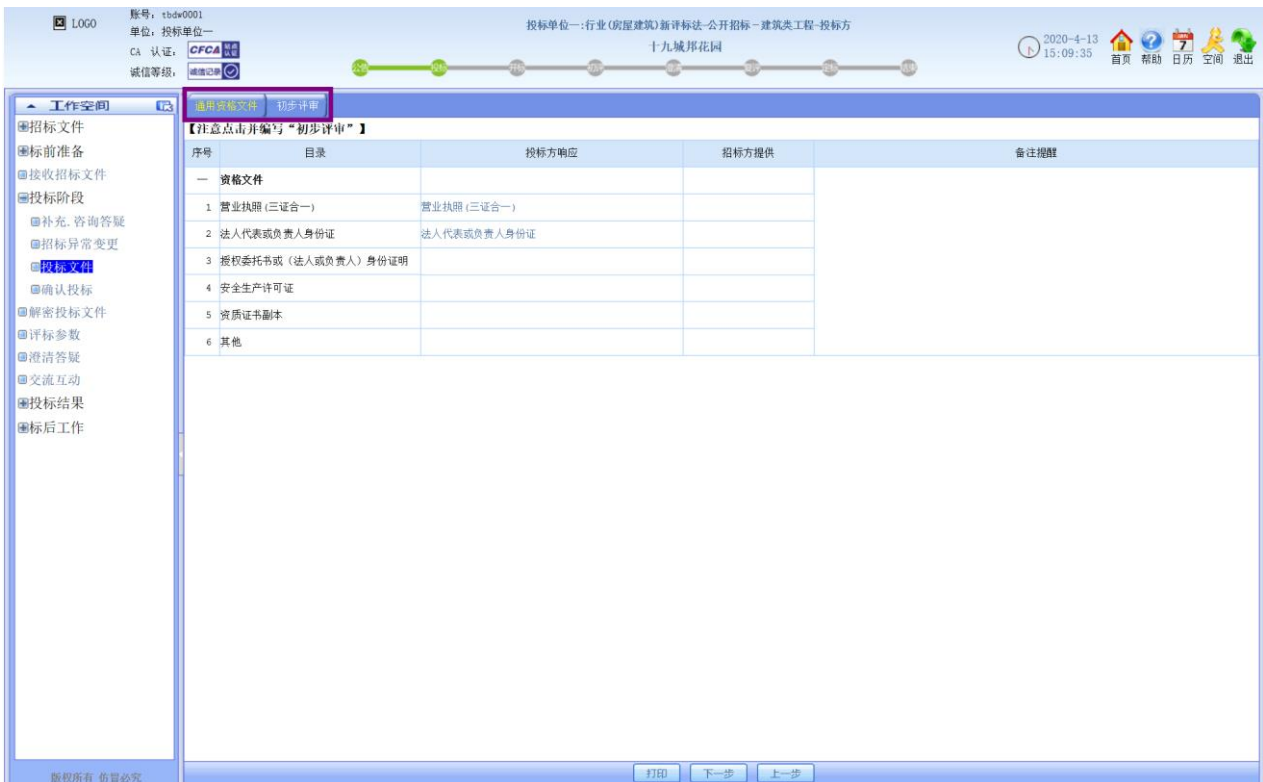 LOGO
账号: tbdw0001
单位: 投标单位一
CA 认证: CFCA
诚信等级: 诚信记录
投标单位一:行业(房屋建筑)新评标法-公开招标-建筑类工程-投标方
十九城邦花园
2020-4-13
15:09:35
首页 帮助 日历 空间 退出
工作空间
招标文件
标前准备
接收招标文件
投标阶段
补充,咨询答疑
招标异常变更
投标文件
确认投标
解密投标文件
评标参数
澄清答疑
交流互动
投标结果
标后工作
版权所有 仿冒必究
通用资格文件 初步评审
【注意点击并编写“初步评审”】
序号 目录 投标方响应 招标方提供 备注提醒
一 资格文件
1 营业执照(三证合一) 营业执照(三证合一)
2 法人代表或负责人身份证 法人代表或负责人身份证
3 授权委托书或（法人或负责人）身份证明
4 安全生产许可证
5 资质证书副本
6 其他
打印 下一步 上一步